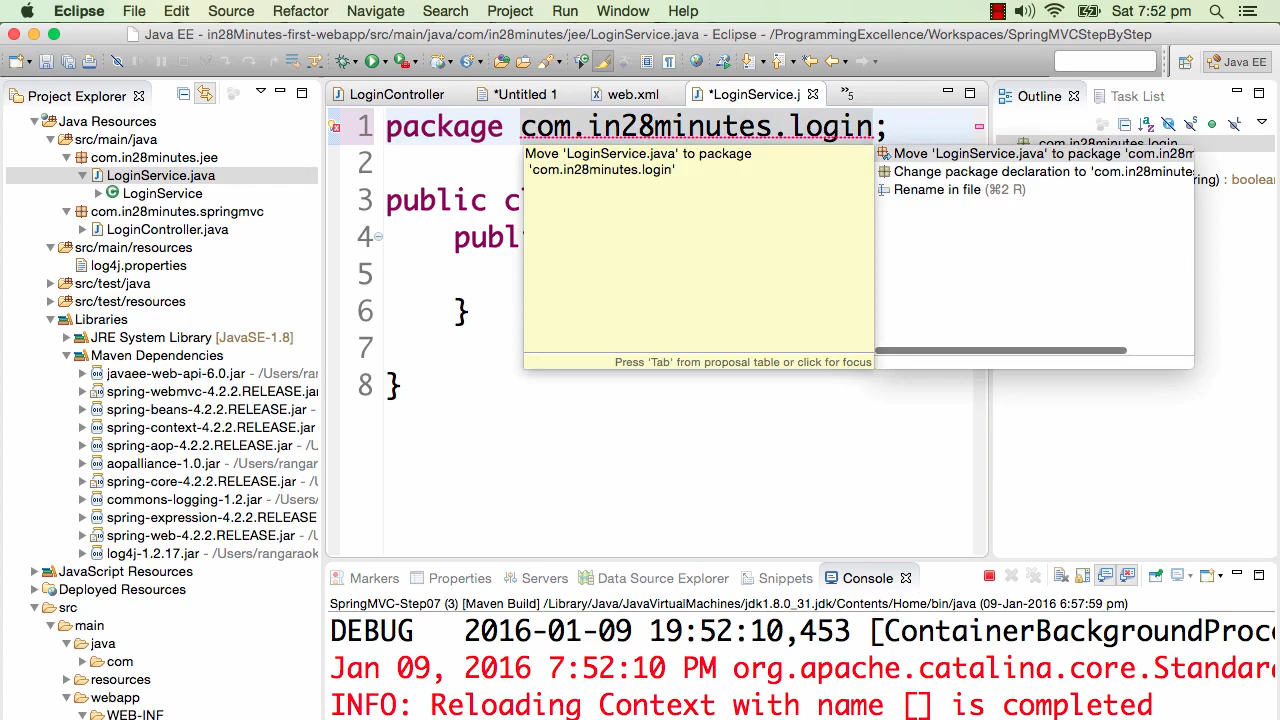 Eclipse File Edit Source Refactor Navigate Search Project Run Window Help Sat 7:52 pm
Java EE - in28Minutes-first-webapp/src/main/java/com/in28minutes/jee/LoginService.java - Eclipse - /ProgrammingExcellence/Workspaces/SpringMVCStepByStep
Java EE
Project Explorer
Java Resources
src/main/java
com.in28minutes.jee
LoginService.java
LoginService
com.in28minutes.springmvc
LoginController.java
src/main/resources
log4j.properties
src/test/java
src/test/resources
Libraries
JRE System Library [JavaSE-1.8]
Maven Dependencies
javaee-web-api-6.0.jar - /Users/
spring-webmvc-4.2.2.RELEASE.jar
spring-beans-4.2.2.RELEASE.jar
spring-context-4.2.2.RELEASE.jar
spring-aop-4.2.2.RELEASE.jar
aopalliance-1.0.jar - /Users/rangara
spring-core-4.2.2.RELEASE.jar
commons-logging-1.2.jar - /Users
spring-expression-4.2.2.RELEASE
spring-web-4.2.2.RELEASE.jar
log4j-1.2.17.jar - /Users/rangaraok
JavaScript Resources
Deployed Resources
src
main
java
com
resources
webapp
WEB-INF
LoginController *Untitled 1 web.xml *LoginService.j »5
1 package com.in28minutes.login;
2
3 public c
4 publ
5
6 }
7
8 }
Move 'LoginService.java' to package
'com.in28minutes.login'
Press 'Tab' from proposal table or click for focus
Move 'LoginService.java' to package 'com.in28m
Change package declaration to 'com.in28minute
Rename in file (⌘2 R)
Outline Task List
com.in28minutes.login
ring) : boolean
Markers Properties Servers Data Source Explorer Snippets Console
SpringMVC-Step07 (3) [Maven Build] /Library/Java/JavaVirtualMachines/jdk1.8.0_31.jdk/Contents/Home/bin/java (09-Jan-2016 6:57:59 pm)
DEBUG 2016-01-09 19:52:10,453 [ContainerBackgroundProce
Jan 09, 2016 7:52:10 PM org.apache.catalina.core.Standar
INFO: Reloading Context with name [] is completed